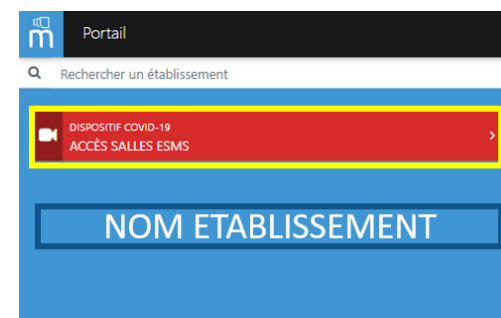 m Portail
Rechercher un établissement
DISPOSITIF COVID-19
ACCÈS SALLES ESMS
NOM ETABLISSEMENT